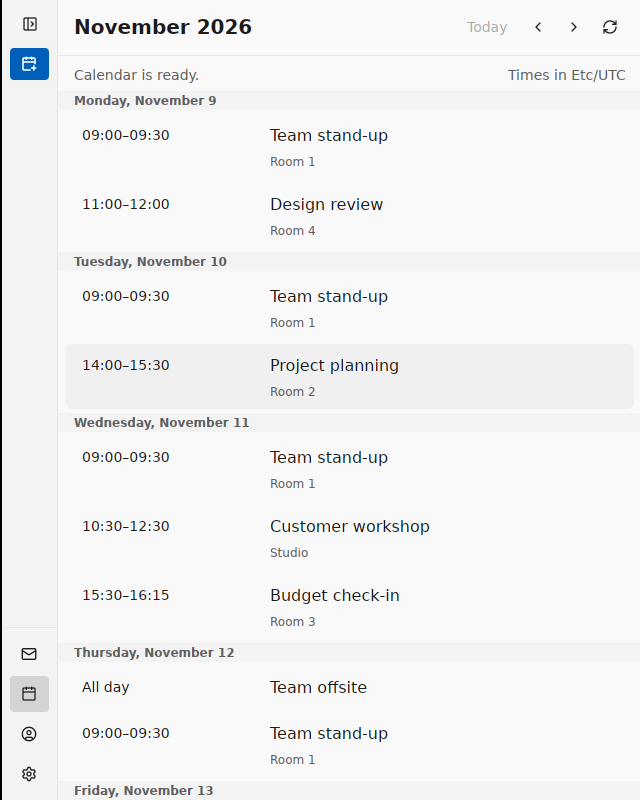 November 2026
Today
Calendar is ready.
Times in Etc/UTC
Monday, November 9
09:00–09:30
Team stand-up
Room 1
11:00–12:00
Design review
Room 4
Tuesday, November 10
09:00–09:30
Team stand-up
Room 1
14:00–15:30
Project planning
Room 2
Wednesday, November 11
09:00–09:30
Team stand-up
Room 1
10:30–12:30
Customer workshop
Studio
15:30–16:15
Budget check-in
Room 3
Thursday, November 12
All day
Team offsite
09:00–09:30
Team stand-up
Room 1
Friday, November 13